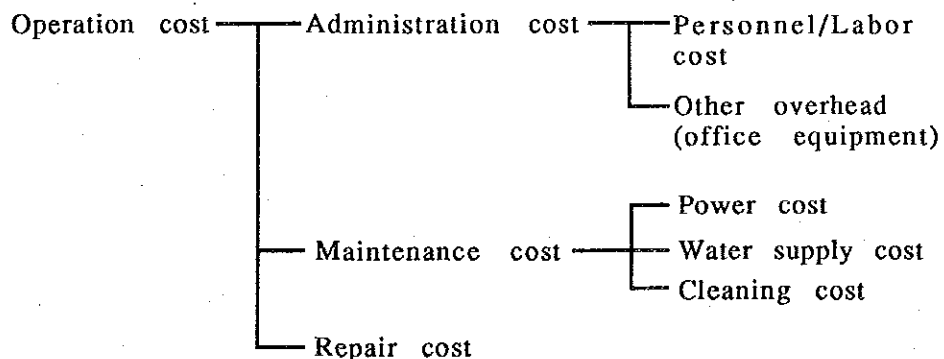 Operation cost
Administration cost
Personnel/Labor
cost
Other overhead
(office equipment)
Maintenance cost
Power cost
Water supply cost
Cleaning cost
Repair cost